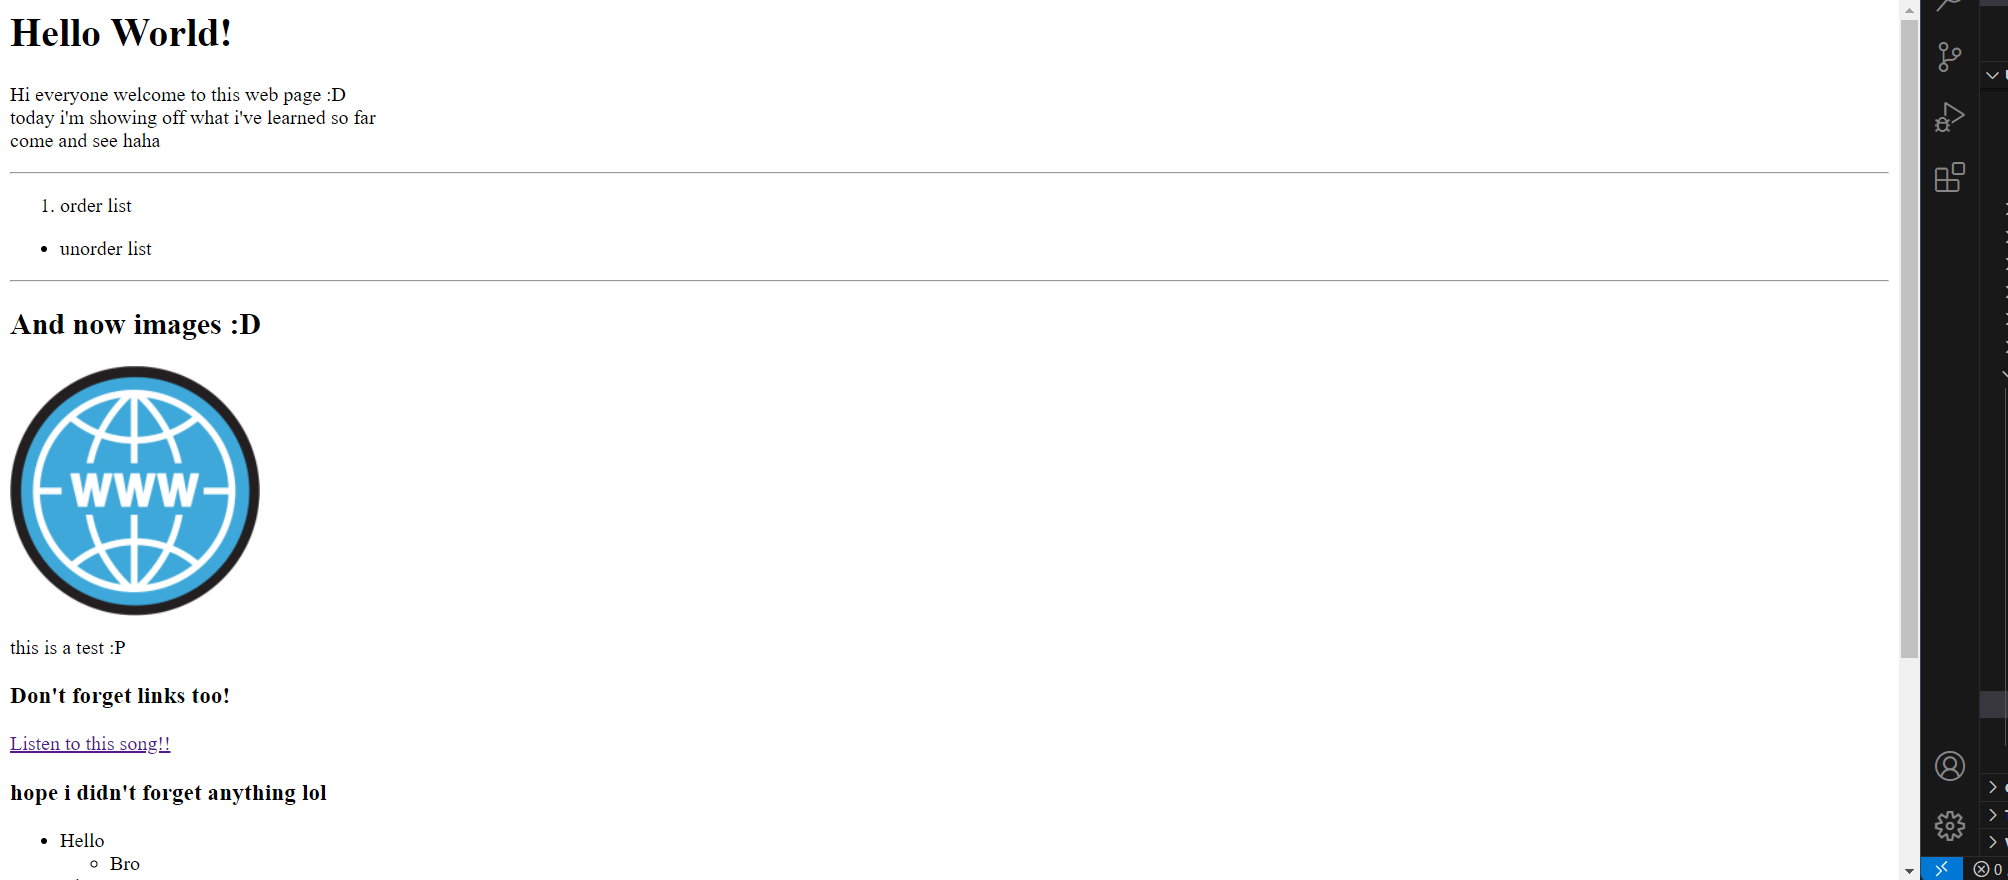 Hello World!
Hi everyone welcome to this web page :D
today i'm showing off what i've learned so far
come and see haha
1. order list
• unorder list
And now images :D
WWW
this is a test :P
Don't forget links too!
Listen to this song!!
hope i didn't forget anything lol
• Hello
◦ Bro
0